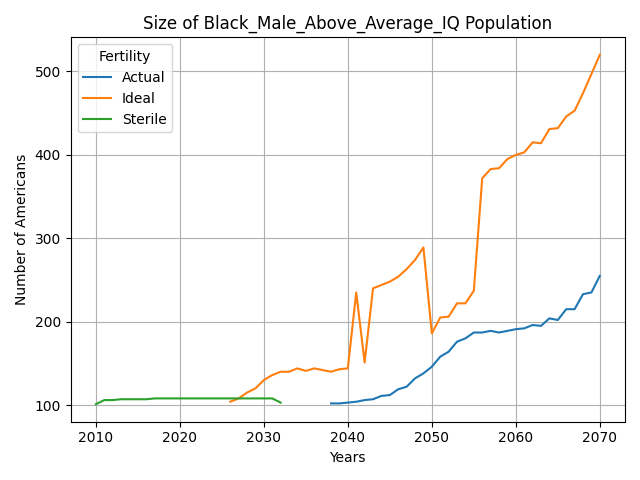 Size of Black_Male_Above_Average_IQ Population
Number of Americans
500
400
300
200
100
Fertility
Actual
Ideal
Sterile
2010 2020 2030 2040 2050 2060 2070
Years